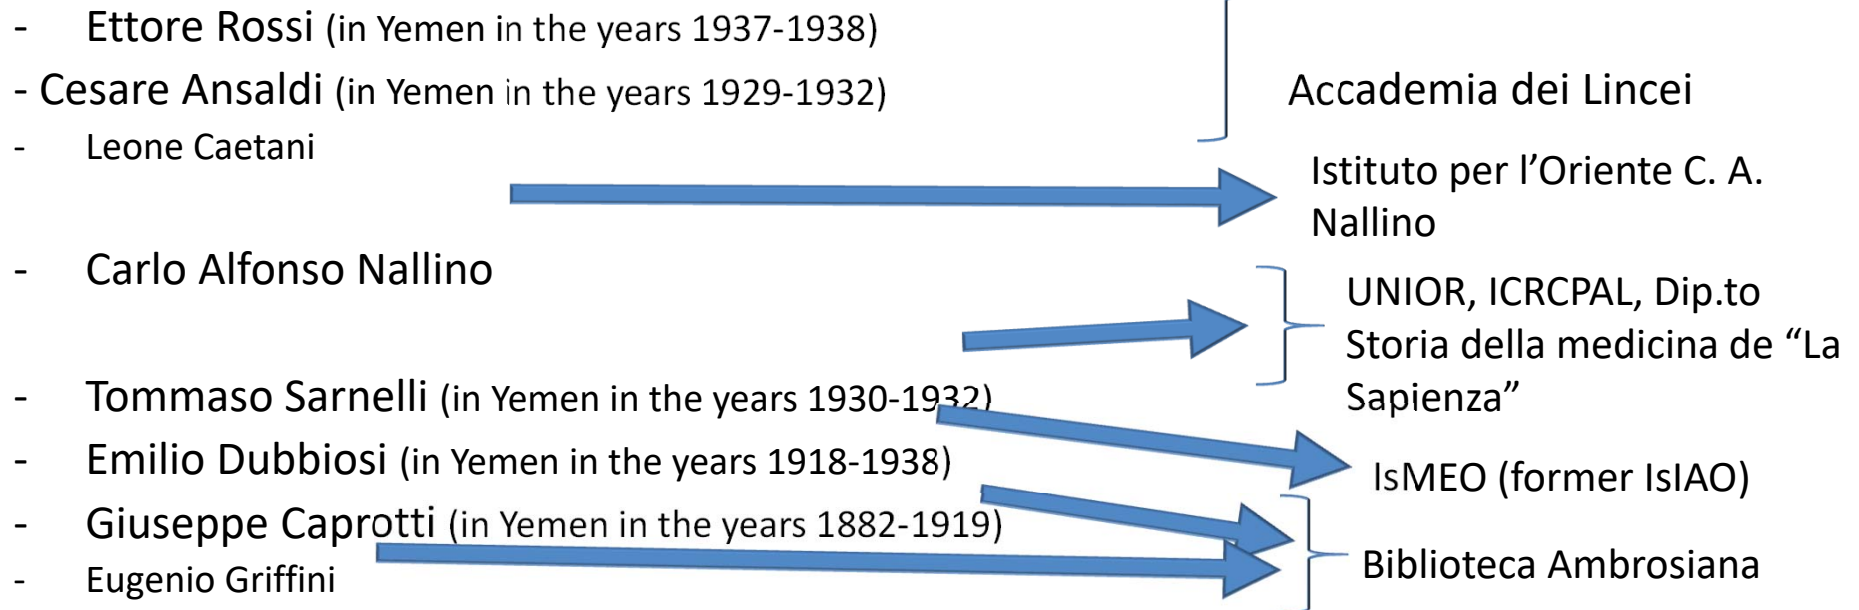 - Ettore Rossi (in Yemen in the years 1937-1938)
- Cesare Ansaldi (in Yemen in the years 1929-1932)
- Leone Caetani
- Carlo Alfonso Nallino
- Tommaso Sarnelli (in Yemen in the years 1930-1932)
- Emilio Dubbiosi (in Yemen in the years 1918-1938)
- Giuseppe Caprotti (in Yemen in the years 1882-1919)
- Eugenio Griffini
Accademia dei Lincei
Istituto per l’Oriente C. A.
Nallino
UNIOR, ICRCPAL, Dip.to
Storia della medicina de “La
Sapienza”
IsMEO (former IsIAO)
Biblioteca Ambrosiana